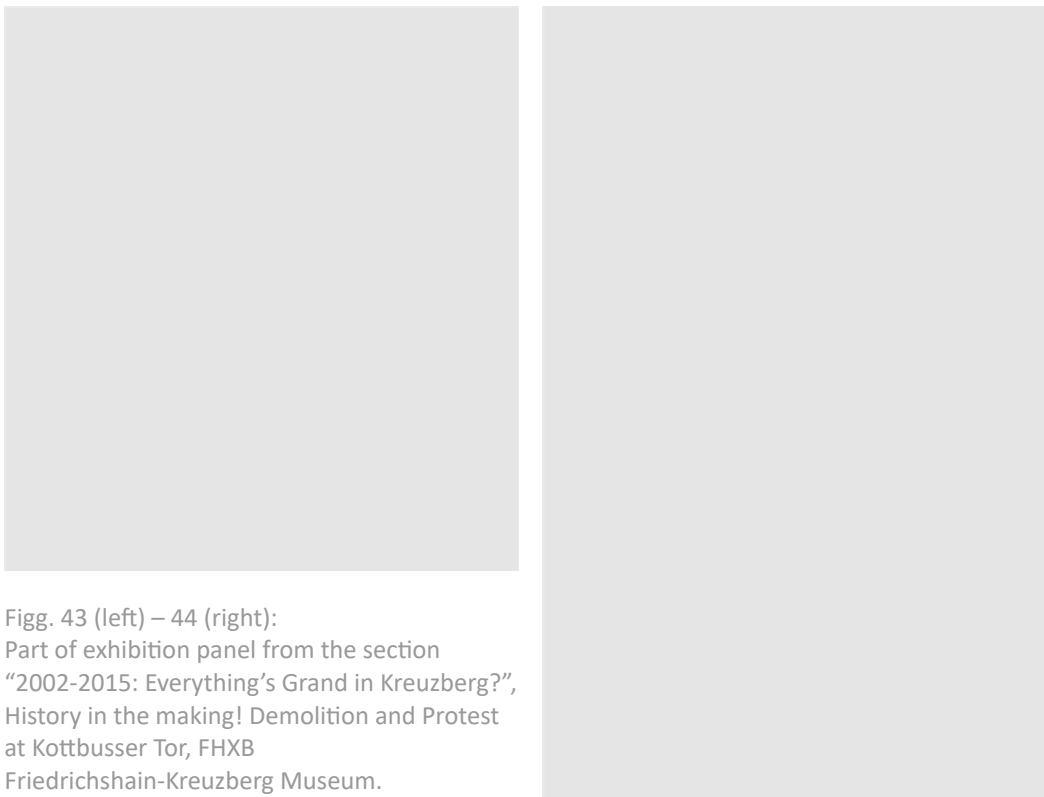 Figg. 43 (left) – 44 (right):
Part of exhibition panel from the section
“2002-2015: Everything’s Grand in Kreuzberg?”,
History in the making! Demolition and Protest
at Kottbusser Tor, FHXB
Friedrichshain-Kreuzberg Museum.